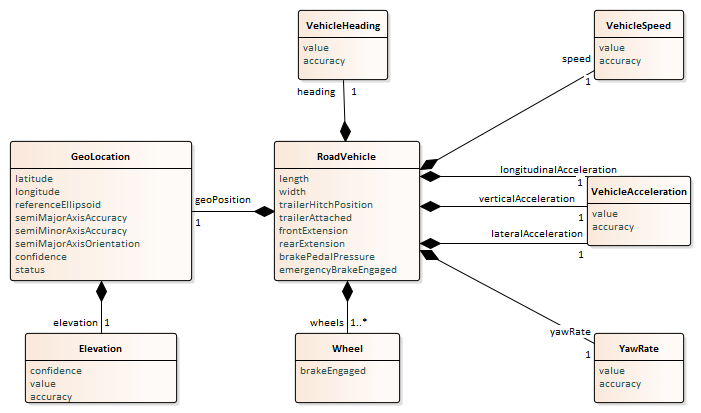 VehicleHeading
value
accuracy
heading
1
VehicleSpeed
value
accuracy
speed
1
GeoLocation
latitude
longitude
referenceEllipsoid
semiMajorAxisAccuracy
semiMinorAxisAccuracy
semiMajorAxisOrientation
confidence
status
geoPosition
1
RoadVehicle
length
width
trailerHitchPosition
trailerAttached
frontExtension
rearExtension
brakePedalPressure
emergencyBrakeEngaged
longitudinalAcceleration
1
verticalAcceleration
1
lateralAcceleration
1
VehicleAcceleration
value
accuracy
elevation
1
Elevation
confidence
value
accuracy
wheels
1..*
Wheel
brakeEngaged
yawRate
1
YawRate
value
accuracy